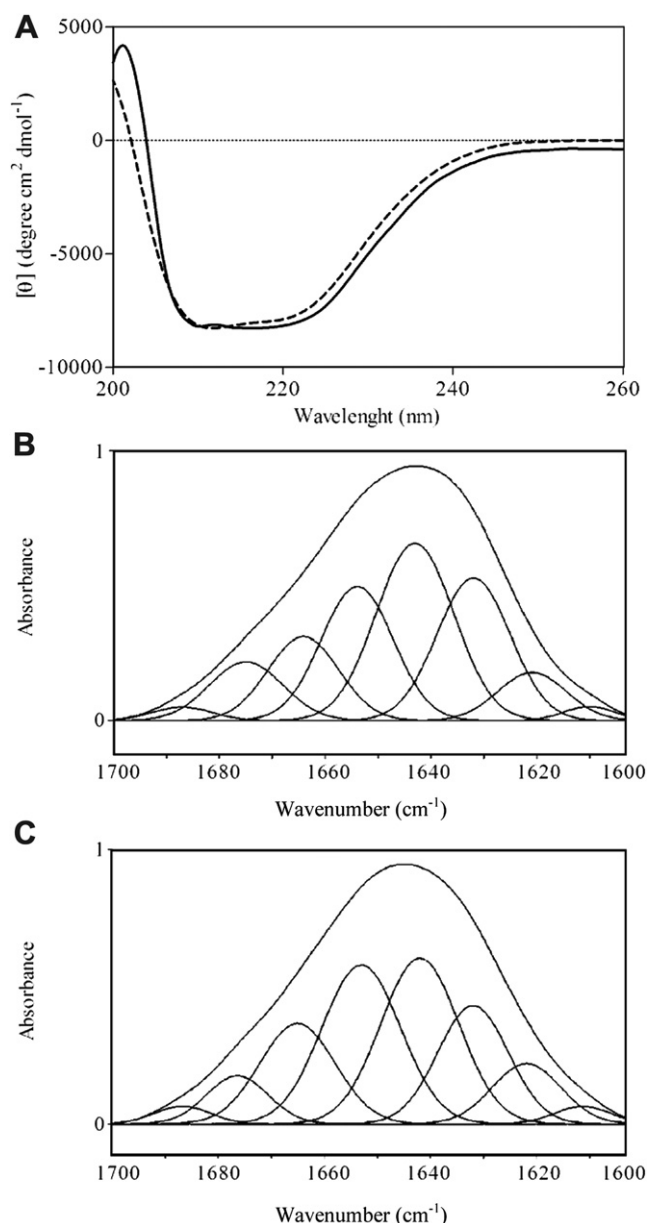 A
5000
0
-5000
-10000
[θ] (degree cm² dmol⁻¹)
200 220 240 260
Wavelenght (nm)
B
1
0
Absorbance
1700 1680 1660 1640 1620 1600
Wavenumber (cm⁻¹)
C
1
0
Absorbance
1700 1680 1660 1640 1620 1600
Wavenumber (cm⁻¹)